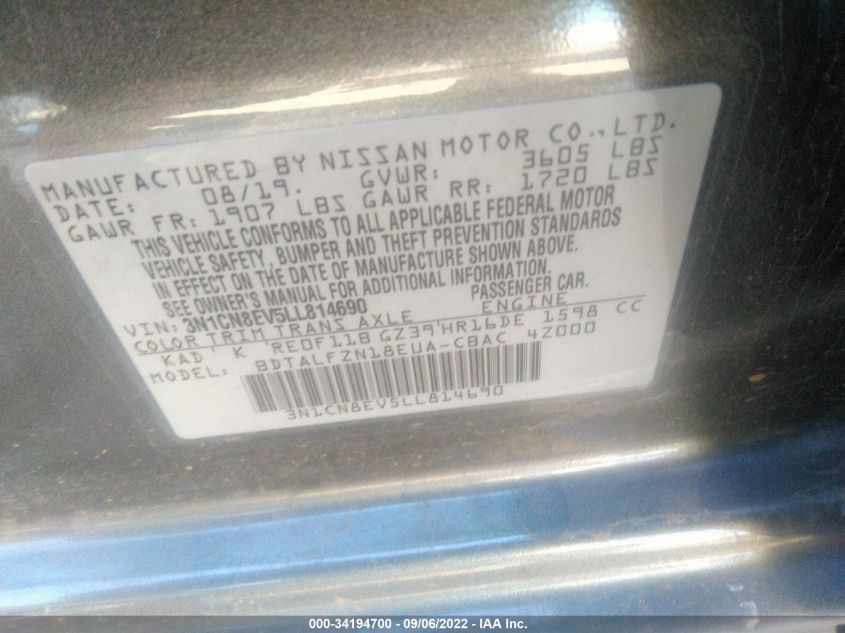 MANUFACTURED BY NISSAN MOTOR CO.,LTD.
DATE: 08/19. GVWR: 3605 LBS
GAWR FR: 1907 LBS GAWR RR: 1720 LBS
THIS VEHICLE CONFORMS TO ALL APPLICABLE FEDERAL MOTOR
VEHICLE SAFETY, BUMPER AND THEFT PREVENTION STANDARDS
IN EFFECT ON THE DATE OF MANUFACTURE SHOWN ABOVE.
SEE OWNER'S MANUAL FOR ADDITIONAL INFORMATION.
VIN: 3N1CN8EV5LL814690 PASSENGER CAR.
COLOR TRIM TRANS AXLE ENGINE
KAD K RE0F11B GZ39 HR16DE 1598 CC
MODEL: BDTALFZN18EUA-CBAC 4Z000
3N1CN8EV5LL814690
000-34194700 - 09/06/2022 - IAA Inc.